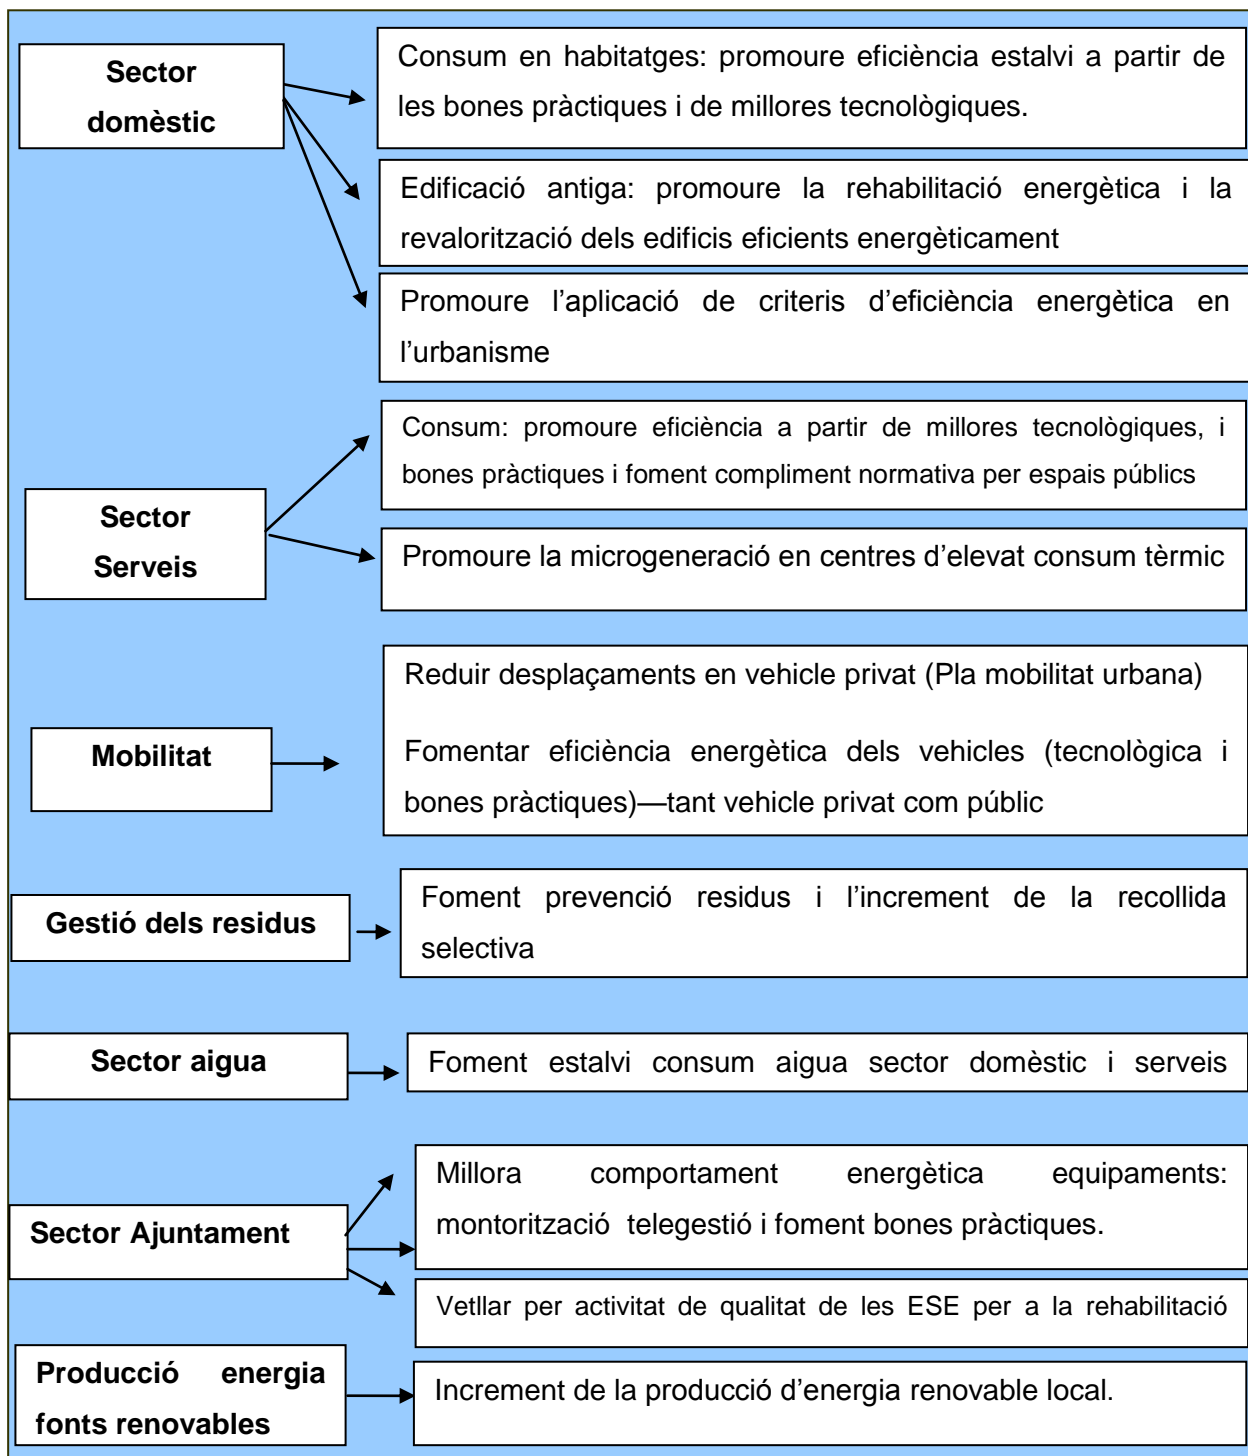 Sector
domèstic
Consum en habitatges: promoure eficiència estalvi a partir de
les bones pràctiques i de millores tecnològiques.
Edificació antiga: promoure la rehabilitació energètica i la
revalorització dels edificis eficients energèticament
Promoure l’aplicació de criteris d’eficiència energètica en
l’urbanisme
Sector
Serveis
Consum: promoure eficiència a partir de millores tecnològiques, i
bones pràctiques i foment compliment normativa per espais públics
Promoure la microgeneració en centres d’elevat consum tèrmic
Mobilitat
Reduir desplaçaments en vehicle privat (Pla mobilitat urbana)
Fomentar eficiència energètica dels vehicles (tecnològica i
bones pràctiques)—tant vehicle privat com públic
Gestió dels residus
Foment prevenció residus i l’increment de la recollida
selectiva
Sector aigua
Foment estalvi consum aigua sector domèstic i serveis
Sector Ajuntament
Millora comportament energètica equipaments:
montorització telegestió i foment bones pràctiques.
Vetllar per activitat de qualitat de les ESE per a la rehabilitació
Producció energia
fonts renovables
Increment de la producció d’energia renovable local.